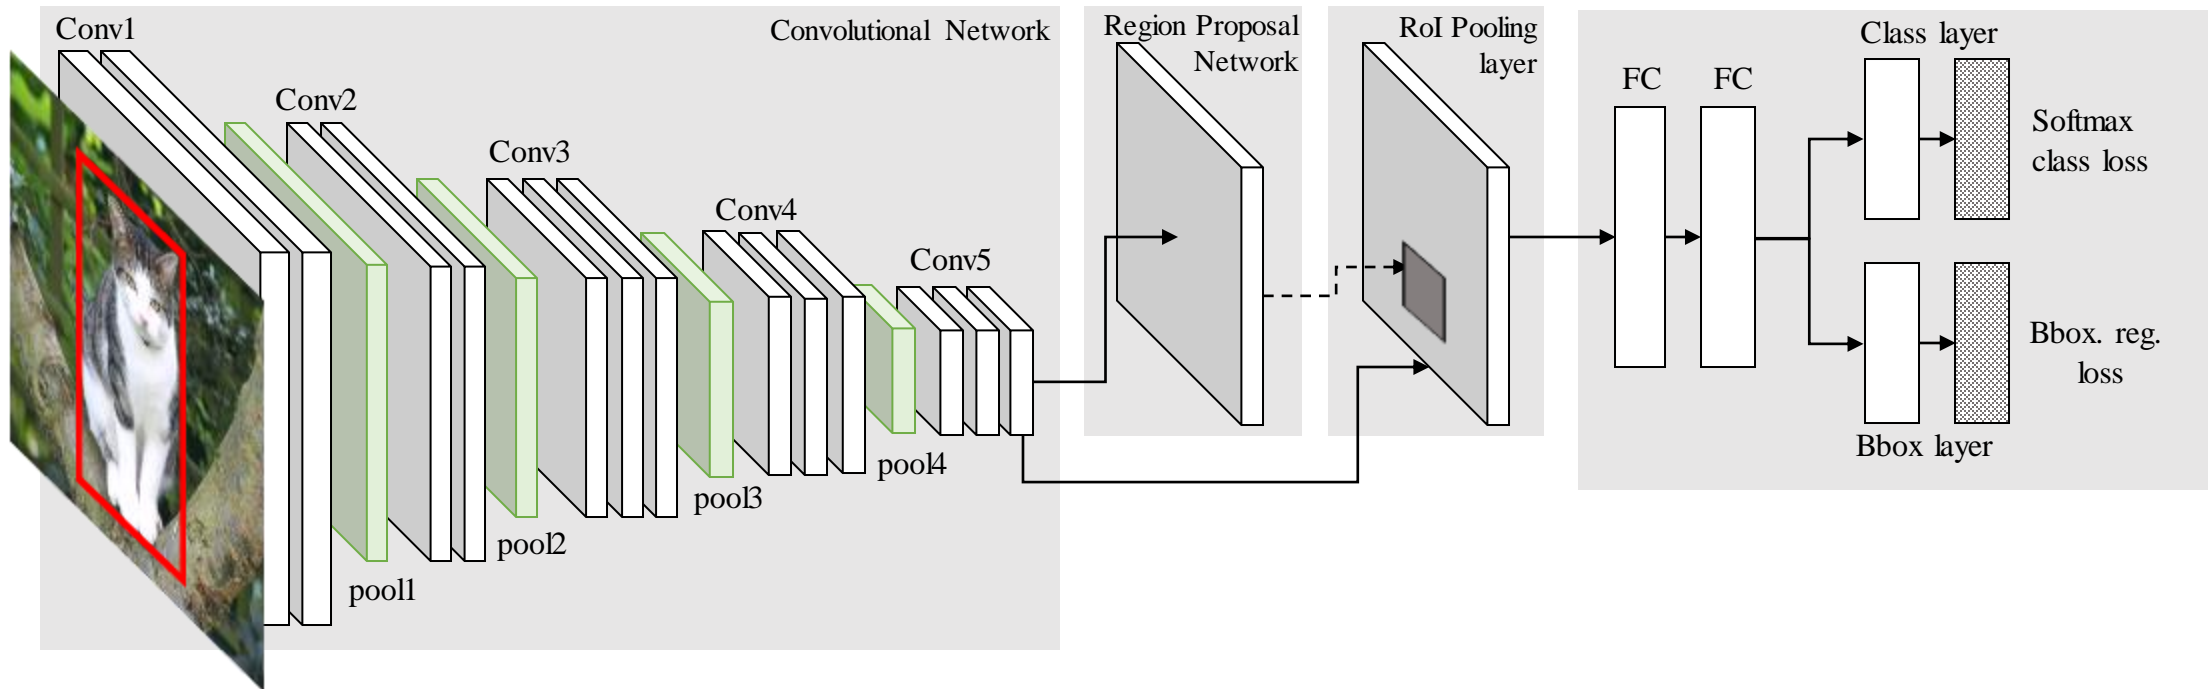 Conv1
Convolutional Network
Conv2
Conv3
Conv4
Conv5
pool1
pool2
pool3
pool4
Region Proposal
Network
RoI Pooling
layer
FC
FC
Class layer
Softmax
class loss
Bbox. reg.
loss
Bbox layer